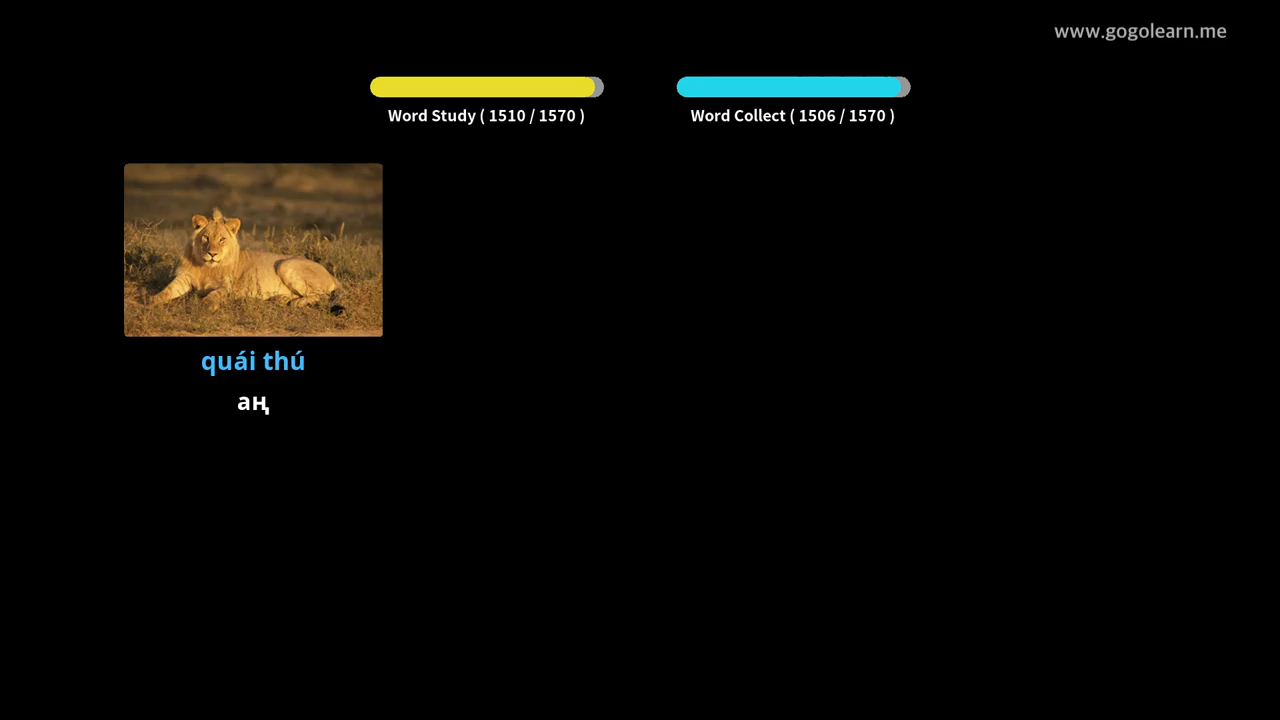 www.gogolearn.me
Word Study ( 1510 / 1570 )
Word Collect ( 1506 / 1570 )
quái thú
аң